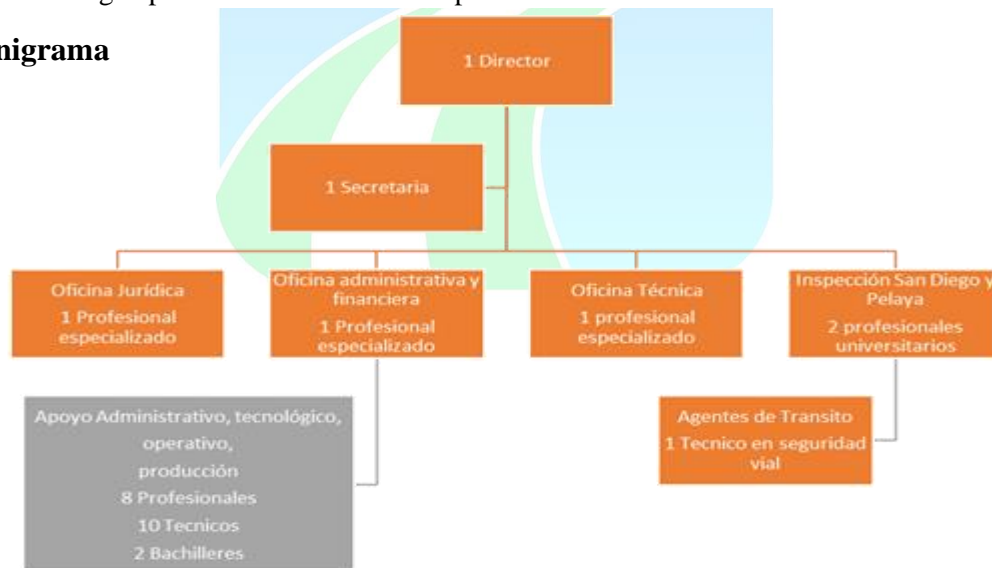 nigrama
1 Director
1 Secretaria
Oficina Jurídica
1 Profesional
especializado
Oficina administrativa y
financiera
1 Profesional
especializado
Oficina Técnica
1 profesional
especializado
Inspección San Diego y
Pelaya
2 profesionales
universitarios
Apoyo Administrativo, tecnológico,
operativo,
producción
8 Profesionales
10 Tecnicos
2 Bachilleres
Agentes de Transito
1 Tecnico en seguridad
vial